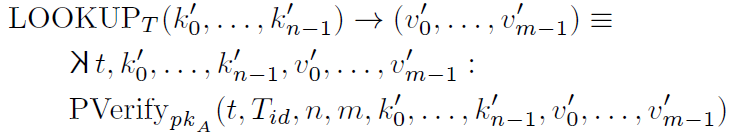 LOOKUP_T(k′_0, …, k′_{n−1}) → (v′_0, …, v′_{m−1}) ≡
ꓘ t, k′_0, …, k′_{n−1}, v′_0, …, v′_{m−1} :
PVerify_{pk_A}(t, T_{id}, n, m, k′_0, …, k′_{n−1}, v′_0, …, v′_{m−1})